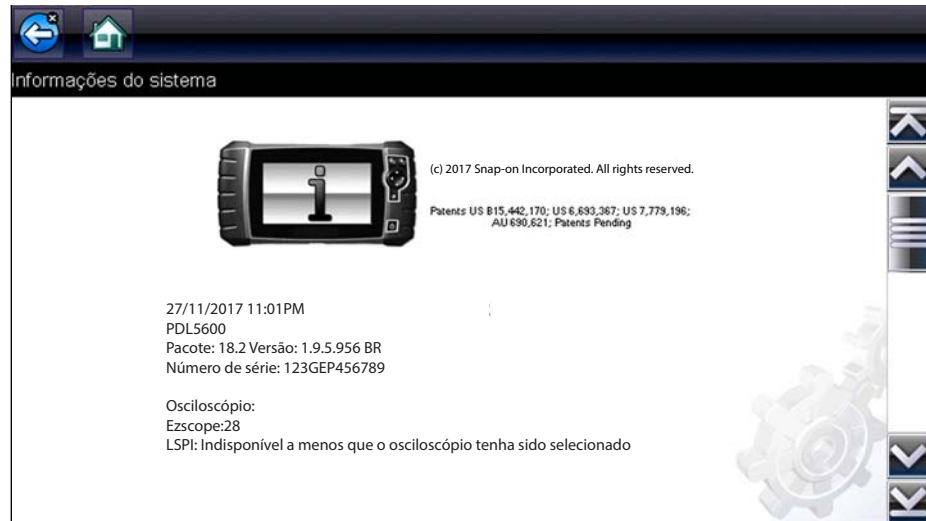 Informações do sistema
(c) 2017 Snap-on Incorporated. All rights reserved.
Patents US B15,442,170; US 6,693,367; US 7,779,196;
AU 690,621; Patents Pending
27/11/2017 11:01PM
PDL5600
Pacote: 18.2 Versão: 1.9.5.956 BR
Número de série: 123GEP456789
Osciloscópio:
Ezscope:28
LSPI: Indisponível a menos que o osciloscópio tenha sido selecionado